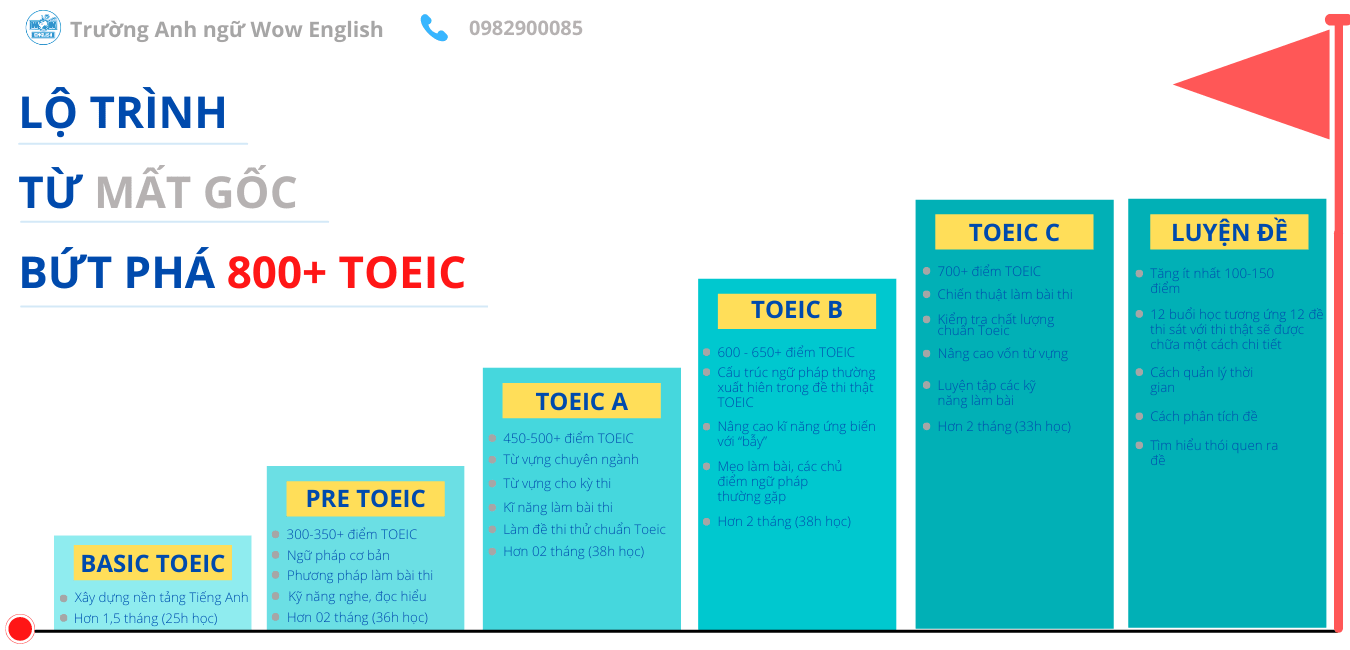 WOW
ENGLISH
Trường Anh ngữ Wow English
0982900085
LỘ TRÌNH
TỪ MẤT GỐC
BỨT PHÁ 800+ TOEIC
BASIC TOEIC
Xây dựng nền tảng Tiếng Anh
Hơn 1,5 tháng (25h học)
PRE TOEIC
300-350+ điểm TOEIC
Ngữ pháp cơ bản
Phương pháp làm bài thi
Kỹ năng nghe, đọc hiểu
Hơn 02 tháng (36h học)
TOEIC A
450-500+ điểm TOEIC
Từ vựng chuyên ngành
Từ vựng cho kỳ thi
Kĩ năng làm bài thi
Làm đề thi thử chuẩn Toeic
Hơn 02 tháng (38h học)
TOEIC B
600 - 650+ điểm TOEIC
Cấu trúc ngữ pháp thường
xuất hiên trong đề thi thật
TOEIC
Nâng cao kĩ năng ứng biến
với “bẫy”
Mẹo làm bài, các chủ
điểm ngữ pháp
thường gặp
Hơn 2 tháng (38h học)
TOEIC C
700+ điểm TOEIC
Chiến thuật làm bài thi
Kiểm tra chất lượng
chuẩn Toeic
Nâng cao vốn từ vựng
Luyện tập các kỹ
năng làm bài
Hơn 2 tháng (33h học)
LUYỆN ĐỀ
Tăng ít nhất 100-150
điểm
12 buổi học tương ứng 12 đề
thi sát với thi thật sẽ được
chữa một cách chi tiết
Cách quản lý thời
gian
Cách phân tích đề
Tìm hiểu thói quen ra
đề